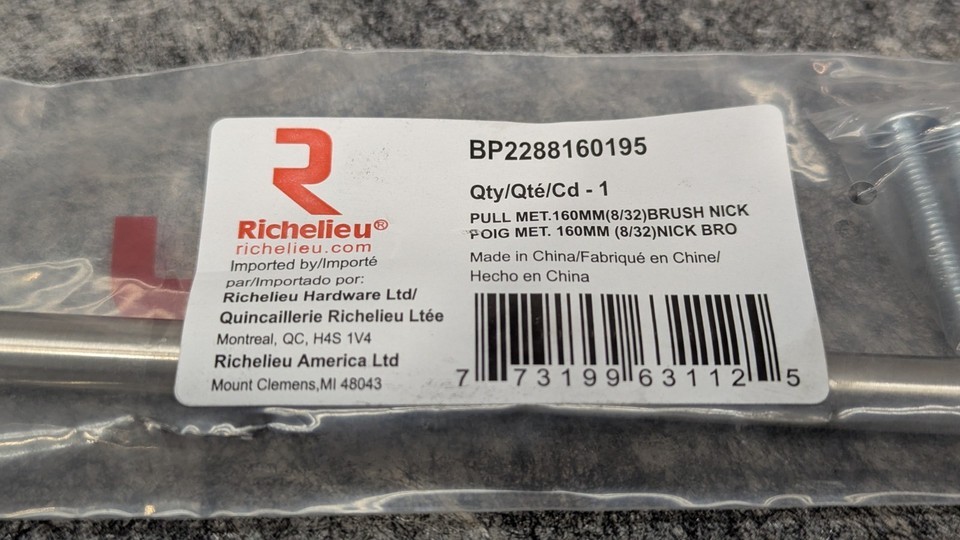 Richelieu®
richelieu.com
Imported by/Importé
par/Importado por:
Richelieu Hardware Ltd/
Quincaillerie Richelieu Ltée
Montreal, QC, H4S 1V4
Richelieu America Ltd
Mount Clemens,MI 48043
BP2288160195
Qty/Qté/Cd - 1
PULL MET.160MM(8/32)BRUSH NICK
POIG MET. 160MM (8/32)NICK BRO
Made in China/Fabriqué en Chine/
Hecho en China
7 73199 63112 5